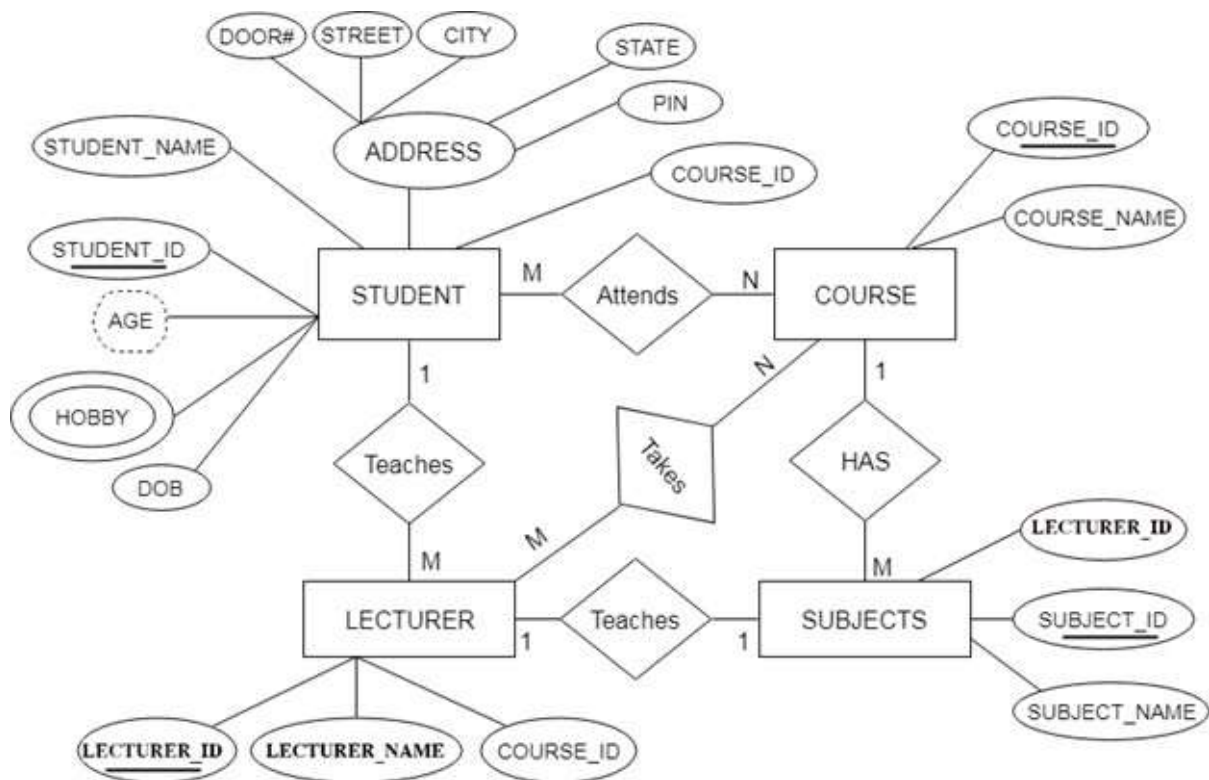 DOOR#
STREET
CITY
STATE
PIN
ADDRESS
STUDENT_NAME
COURSE_ID
COURSE_ID
COURSE_NAME
STUDENT_ID
AGE
HOBBY
DOB
STUDENT
M
Attends
N
COURSE
1
Teaches
M
N
Takes
M
1
HAS
M
LECTURER_ID
LECTURER
1
Teaches
1
SUBJECTS
SUBJECT_ID
SUBJECT_NAME
LECTURER_ID
LECTURER_NAME
COURSE_ID